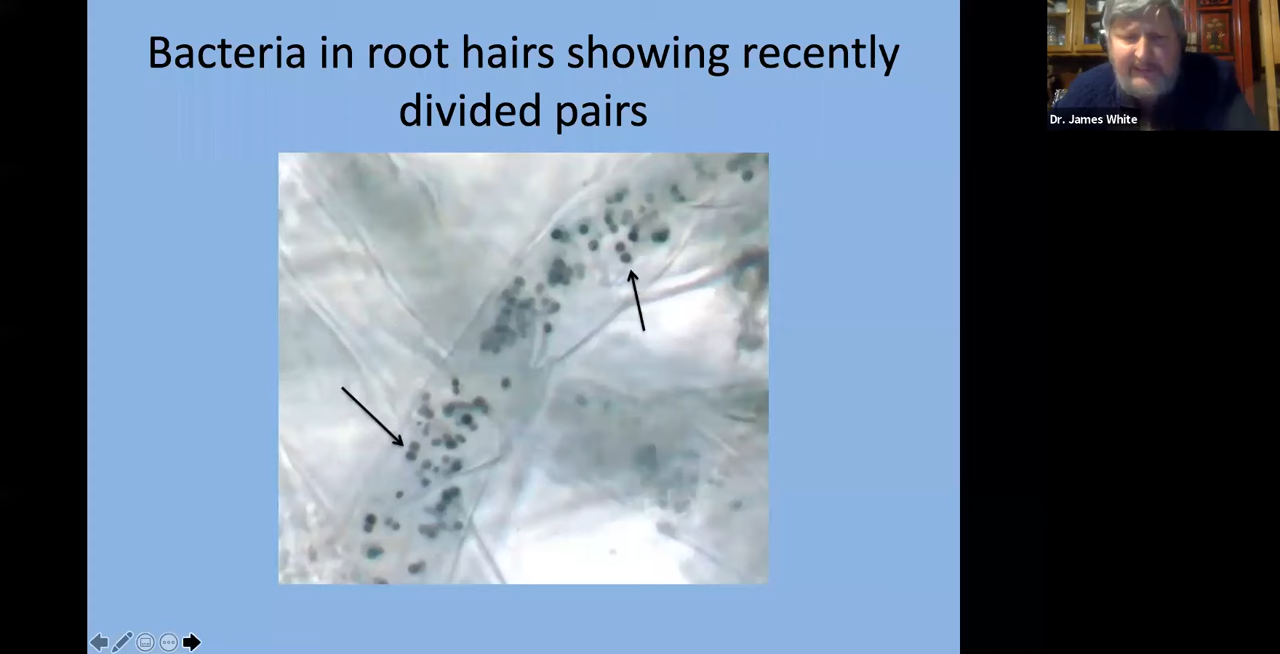 Bacteria in root hairs showing recently
divided pairs
Dr. James White